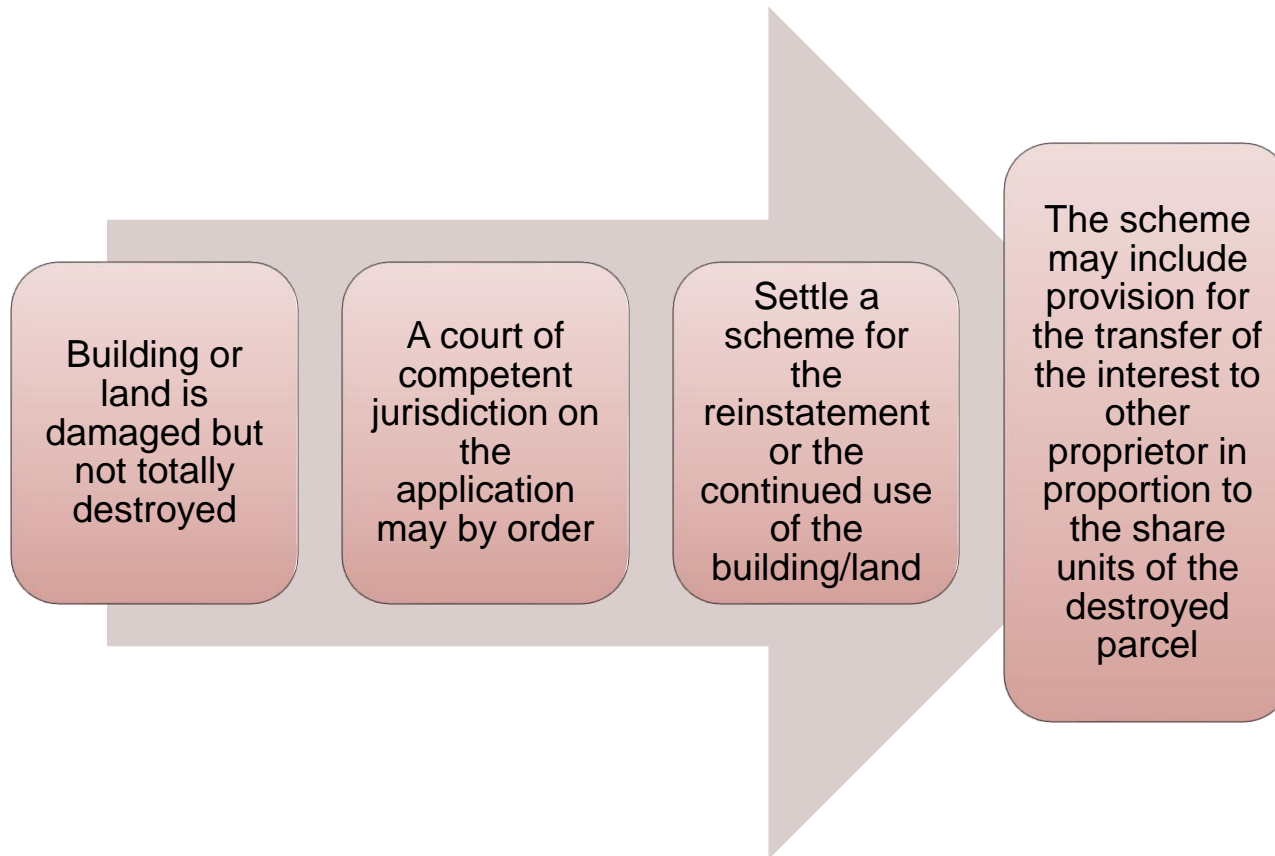 Building or
land is
damaged but
not totally
destroyed
A court of
competent
jurisdiction on
the
application
may by order
Settle a
scheme for
the
reinstatement
or the
continued use
of the
building/land
The scheme
may include
provision for
the transfer of
the interest to
other
proprietor in
proportion to
the share
units of the
destroyed
parcel